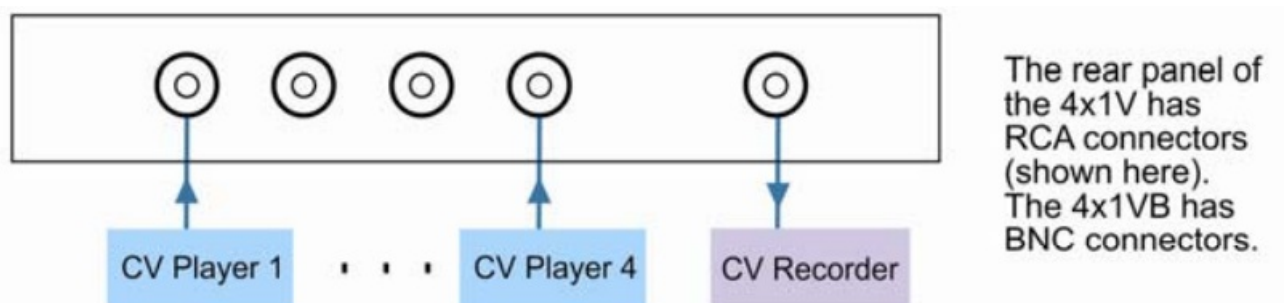 The rear panel of
the 4x1V has
RCA connectors
(shown here).
The 4x1VB has
BNC connectors.
CV Player 1
CV Player 4
CV Recorder